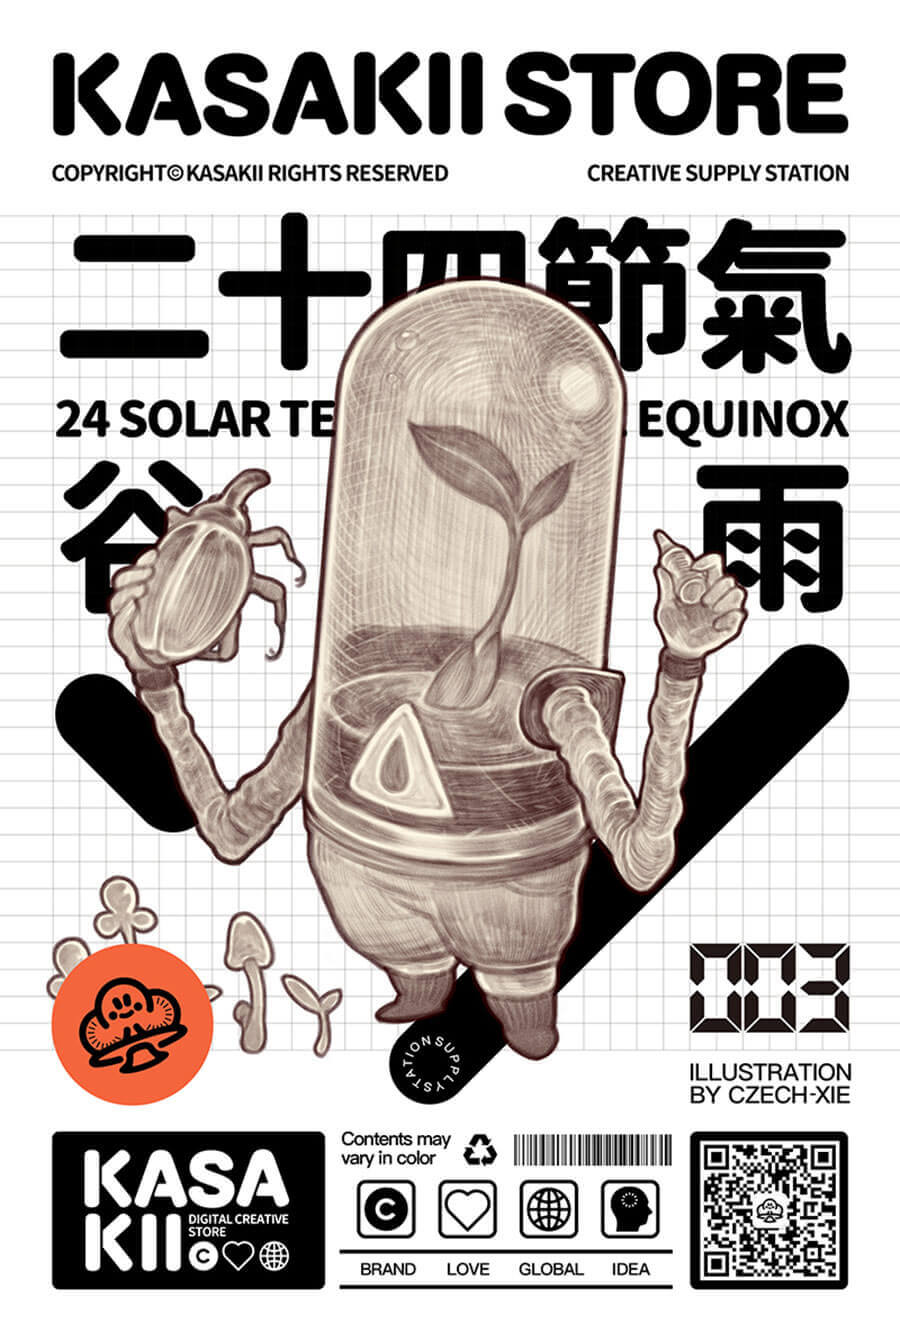 KASAKII STORE
COPYRIGHT© KASAKII RIGHTS RESERVED
CREATIVE SUPPLY STATION
二十四節氣
24 SOLAR TE EQUINOX
谷雨
003
STATION SUPPLY
ILLUSTRATION
BY CZECH-XIE
KASA
KII
DIGITAL CREATIVE
STORE
Contents may
vary in color
BRAND LOVE GLOBAL IDEA